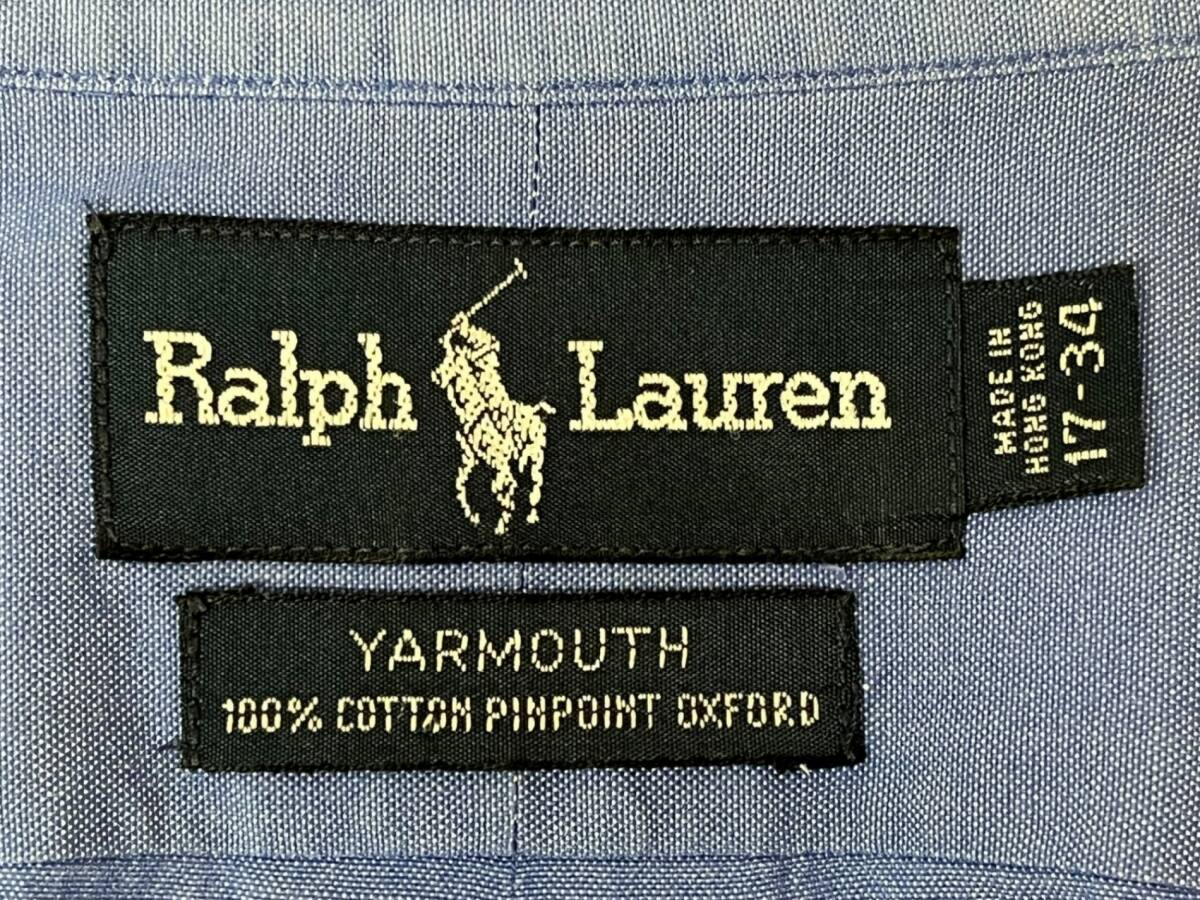 Ralph Lauren
MADE IN
HONG KONG
17-34
YARMOUTH
100% COTTON PINPOINT OXFORD